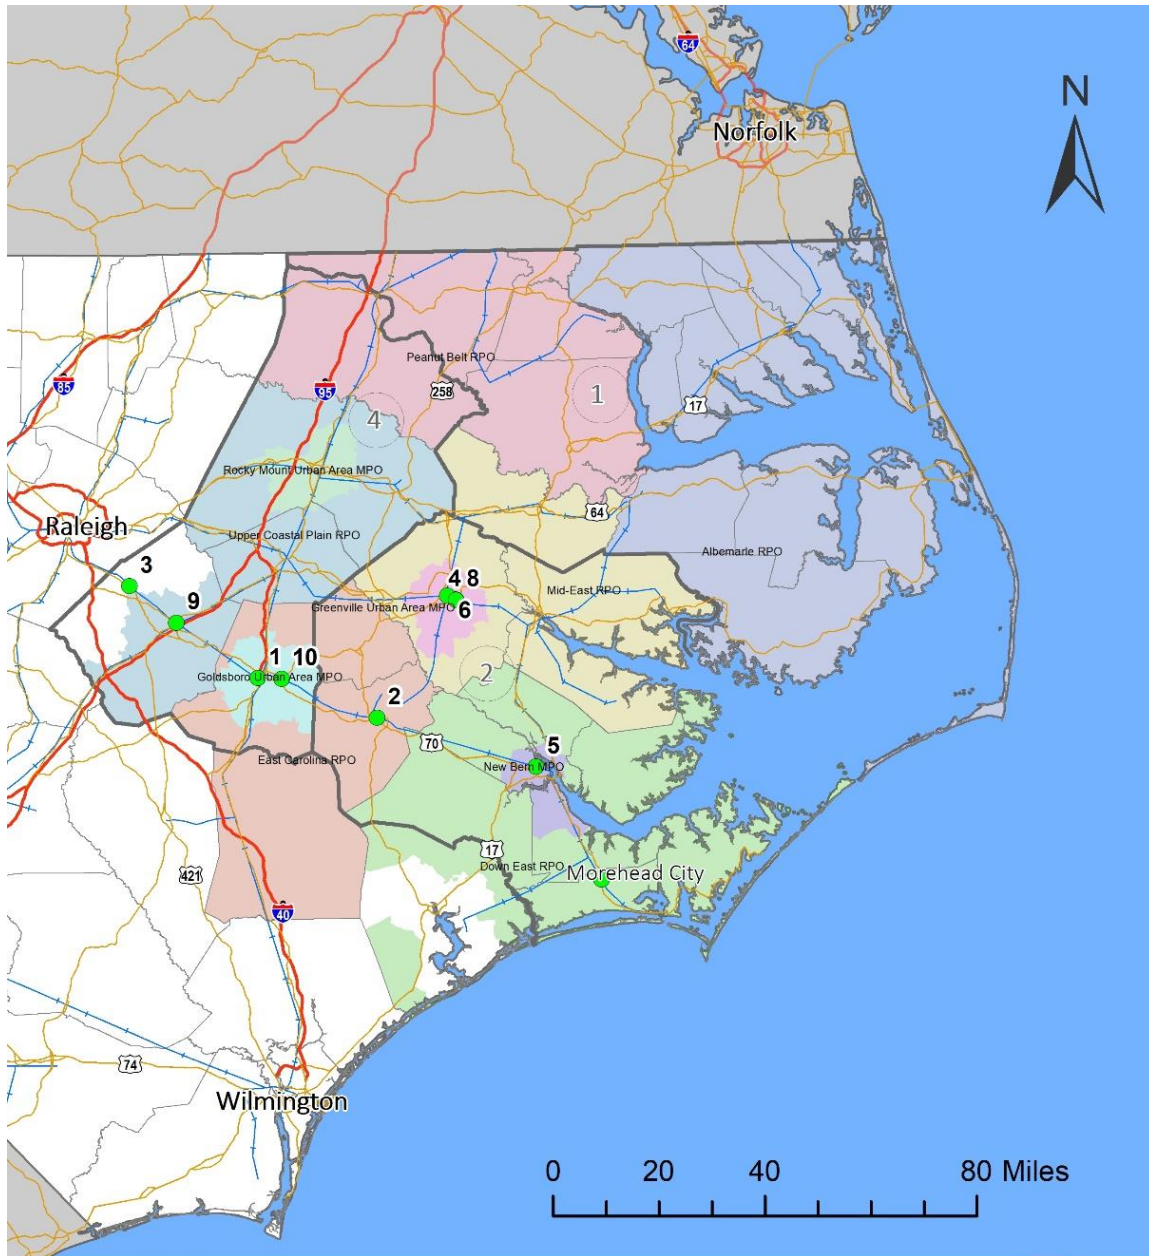 64
Norfolk
N
Peanut Belt RPO
85
95
258
1
17
4
Rocky Mount Urban Area MPO
64
Raleigh
Upper Coastal Plain RPO
Albemarle RPO
3
4 8
Mid-East RPO
9
Greenville Urban Area MPO
6
1 10
Goldsboro Urban Area MPO
2
2
70
5
East Carolina RPO
New Bern MPO
17
Down East RPO
Morehead City
421
40
74
Wilmington
0 20 40 80 Miles